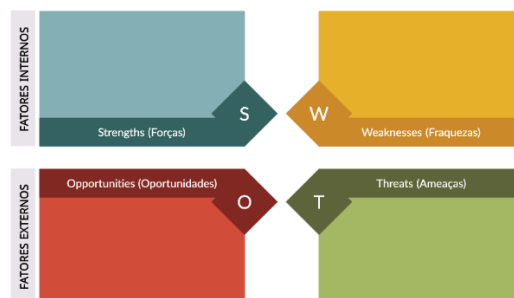 FATORES INTERNOS
S
W
Strengths (Forças)
Weaknesses (Fraquezas)
FATORES EXTERNOS
Opportunities (Oportunidades)
Threats (Ameaças)
O
T